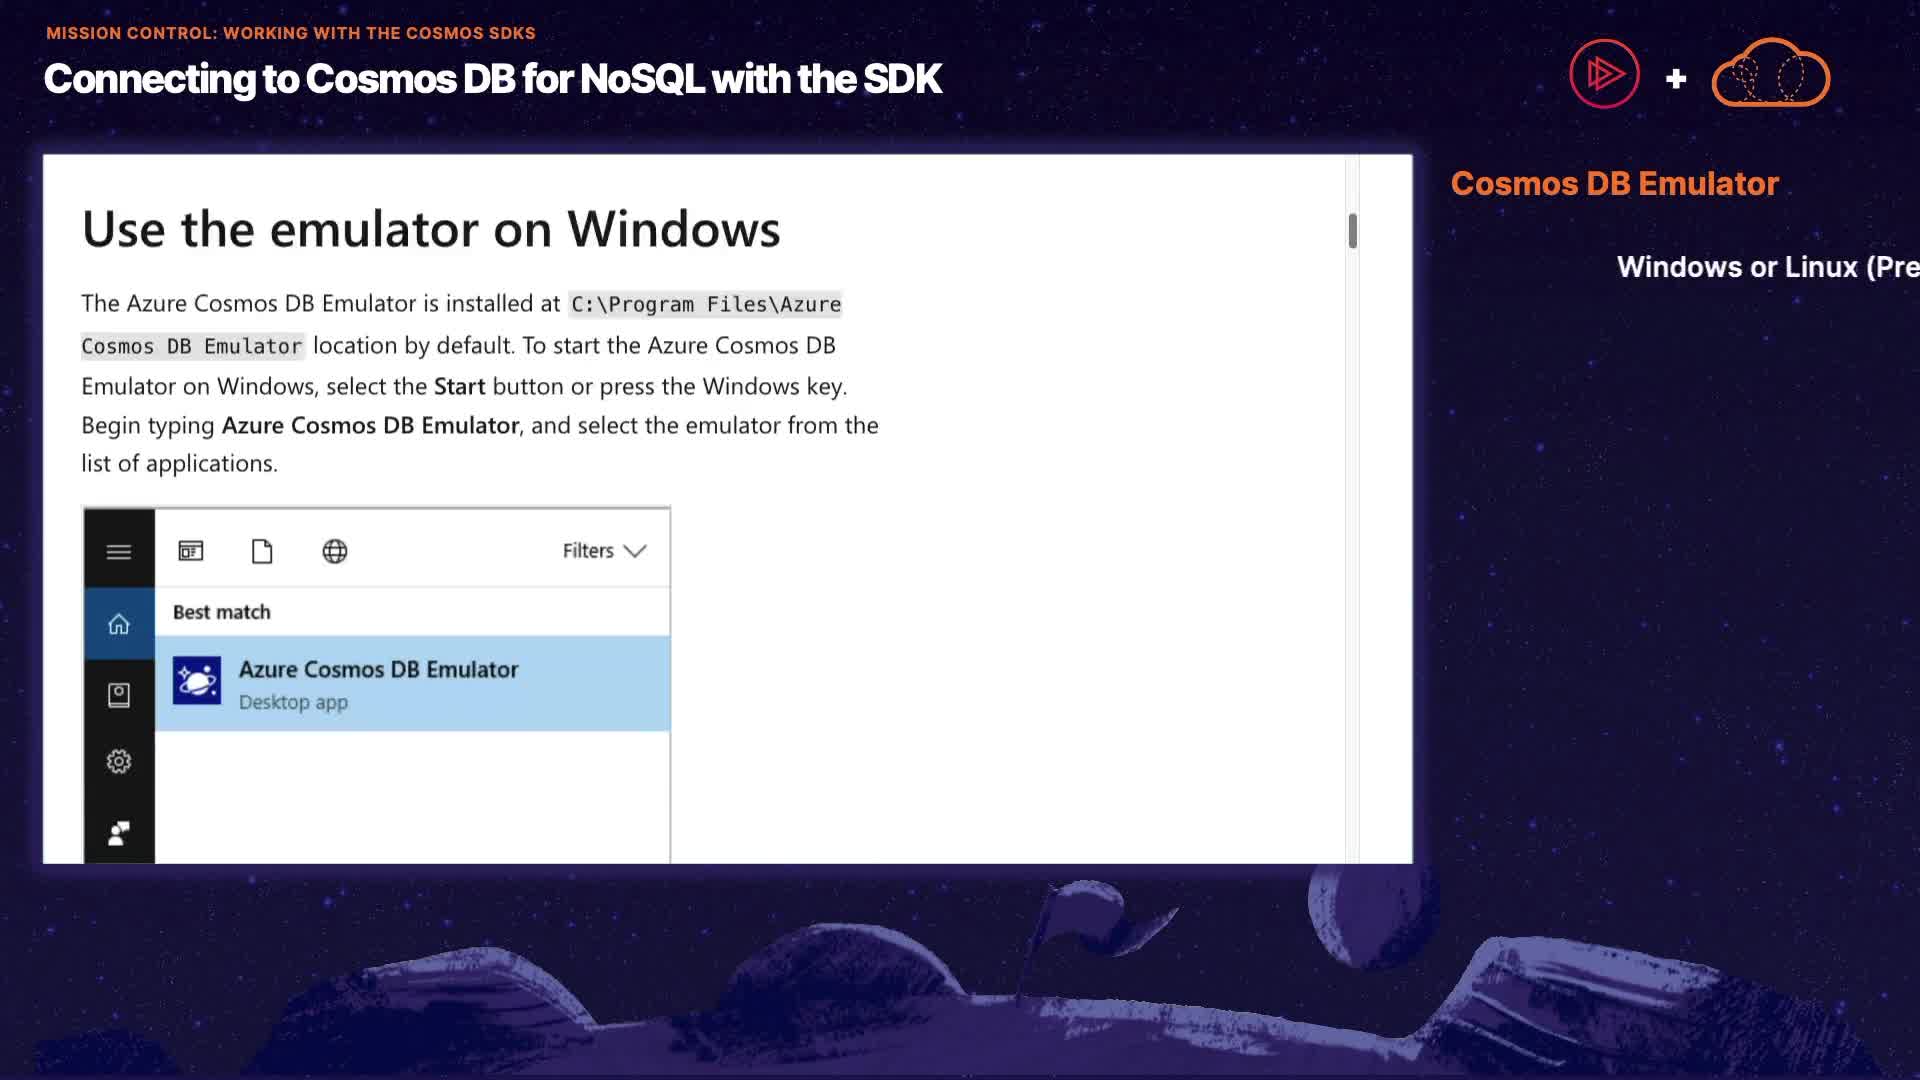 MISSION CONTROL: WORKING WITH THE COSMOS SDKS
Connecting to Cosmos DB for NoSQL with the SDK
+
Use the emulator on Windows
The Azure Cosmos DB Emulator is installed at C:\Program Files\Azure
Cosmos DB Emulator location by default. To start the Azure Cosmos DB
Emulator on Windows, select the Start button or press the Windows key.
Begin typing Azure Cosmos DB Emulator, and select the emulator from the
list of applications.
Filters
Best match
Azure Cosmos DB Emulator
Desktop app
Cosmos DB Emulator
Windows or Linux (Pre